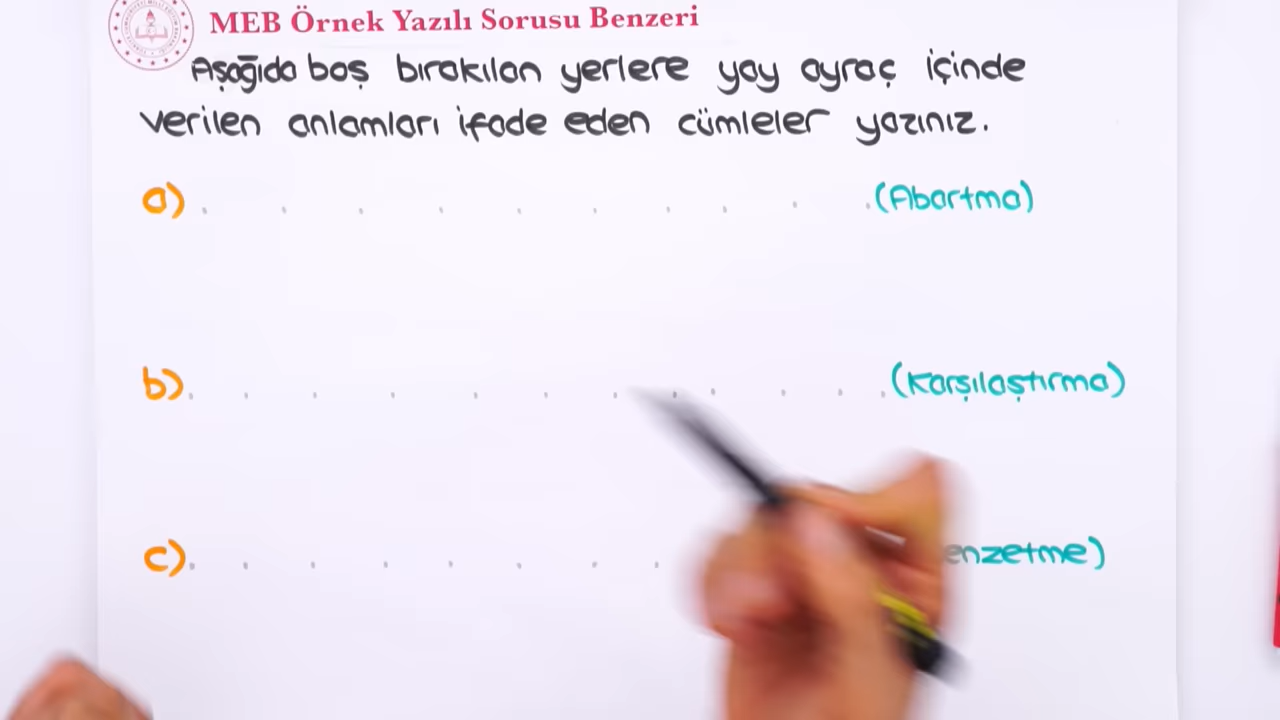 MEB Örnek Yazılı Sorusu Benzeri
Aşağıda boş bırakılan yerlere yay ayraç içinde
verilen anlamları ifade eden cümleler yazınız.
a) . . . . . . . . . . (Abartma)
b) . . . . . . . . . . . (Karşılaştırma)
c) . . . . . . . . enzetme)